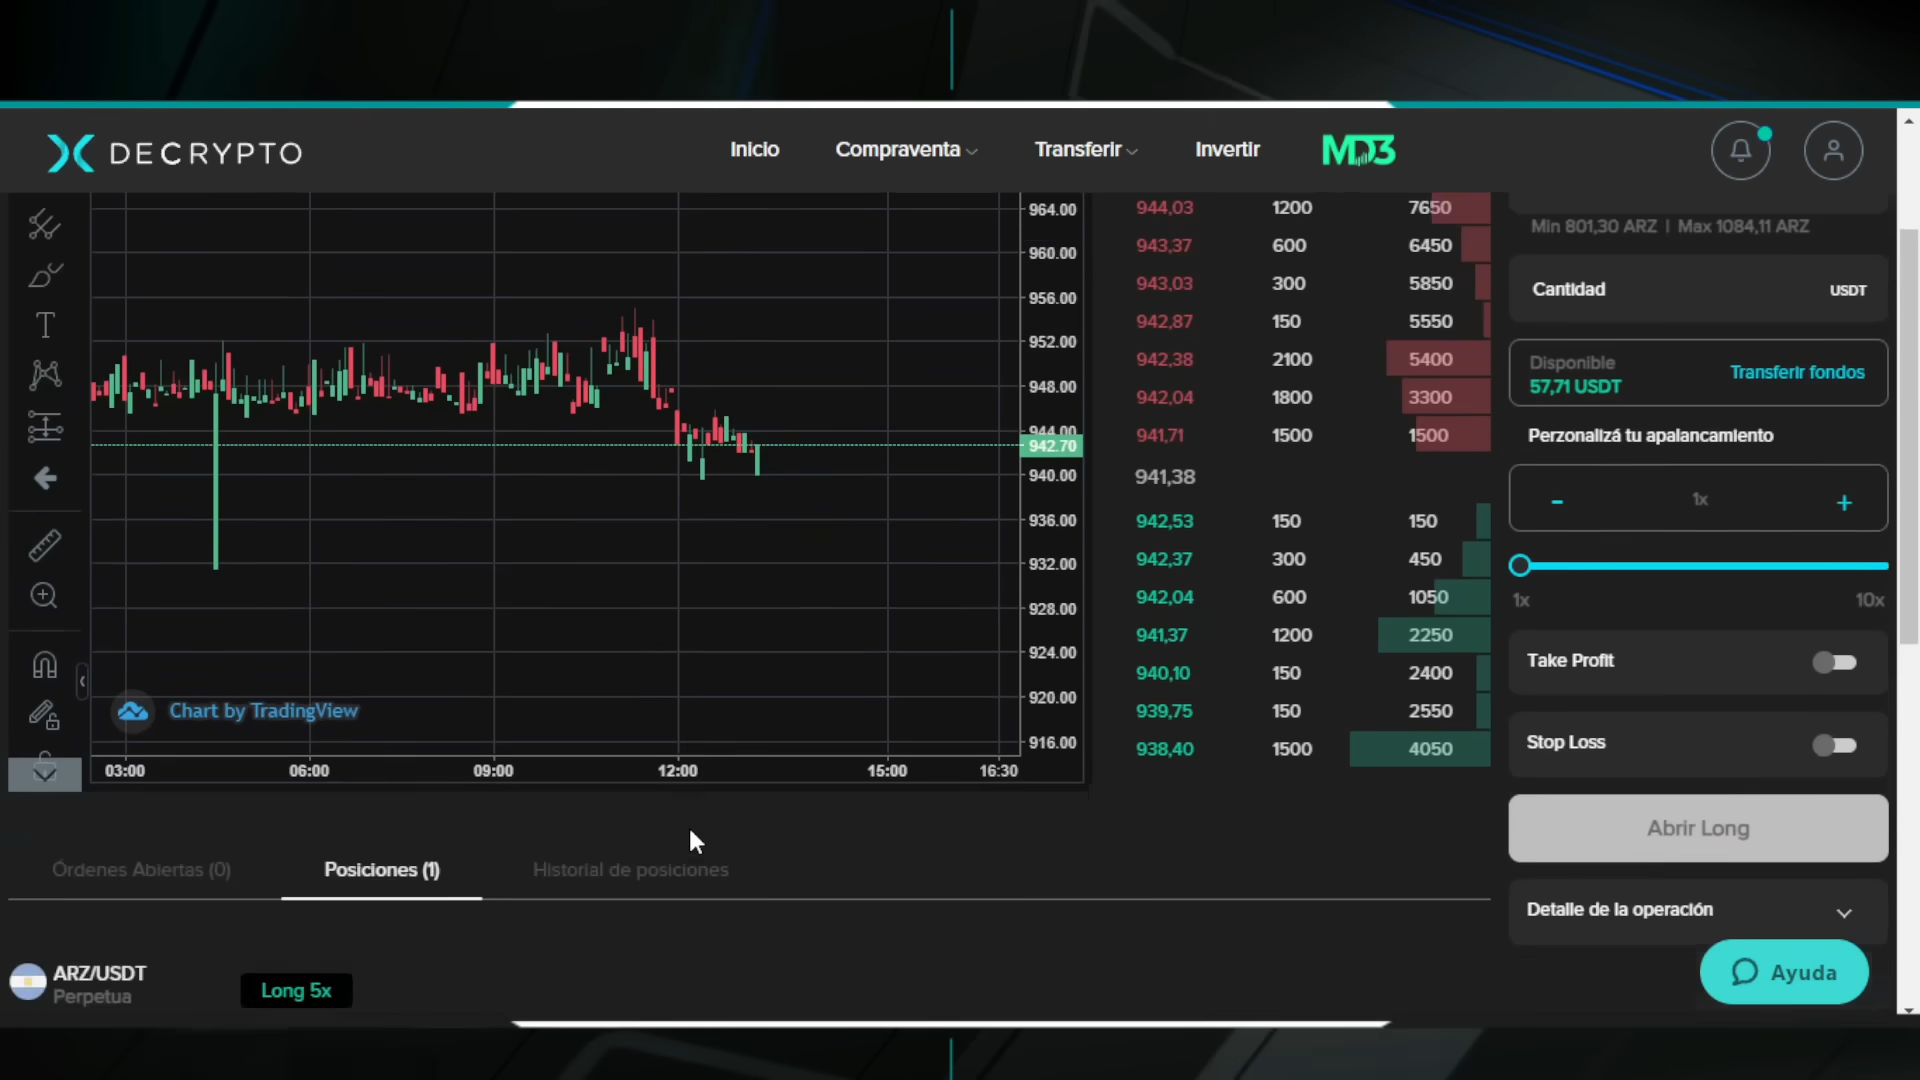 DECRYPTO
Inicio
Compraventa
Transferir
Invertir
MD3
964.00
960.00
956.00
952.00
948.00
944.00
942.70
940.00
936.00
932.00
928.00
924.00
920.00
916.00
03:00
06:00
09:00
12:00
15:00
16:30
Chart by TradingView
944,03 1200 7650
943,37 600 6450
943,03 300 5850
942,87 150 5550
942,38 2100 5400
942,04 1800 3300
941,71 1500 1500
941,38
942,53 150 150
942,37 300 450
942,04 600 1050
941,37 1200 2250
940,10 150 2400
939,75 150 2550
938,40 1500 4050
Min 801,30 ARZ | Max 1084,11 ARZ
Cantidad
USDT
Disponible
57,71 USDT
Transferir fondos
Perzonalizá tu apalancamiento
- 1x +
1x
10x
Take Profit
Stop Loss
Abrir Long
Detalle de la operación
Ayuda
Órdenes Abiertas (0)
Posiciones (1)
Historial de posiciones
ARZ/USDT
Perpetua
Long 5x